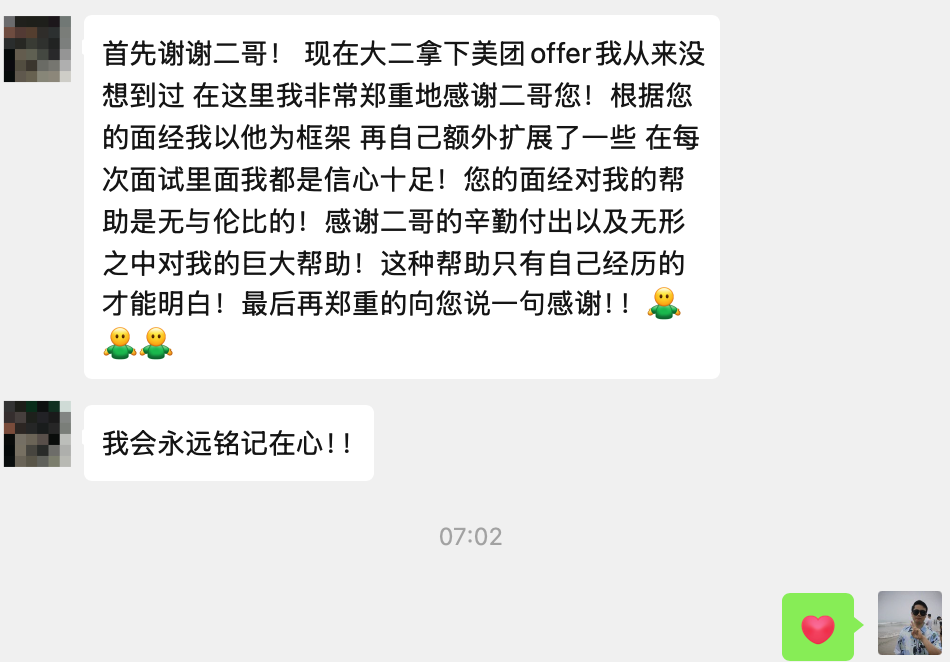 首先谢谢二哥！ 现在大二拿下美团offer我从来没
想到过 在这里我非常郑重地感谢二哥您！根据您
的面经我以他为框架 再自己额外扩展了一些 在每
次面试里面我都是信心十足！您的面经对我的帮
助是无与伦比的！感谢二哥的辛勤付出以及无形
之中对我的巨大帮助！这种帮助只有自己经历的
才能明白！最后再郑重的向您说一句感谢!！
我会永远铭记在心!！
07:02